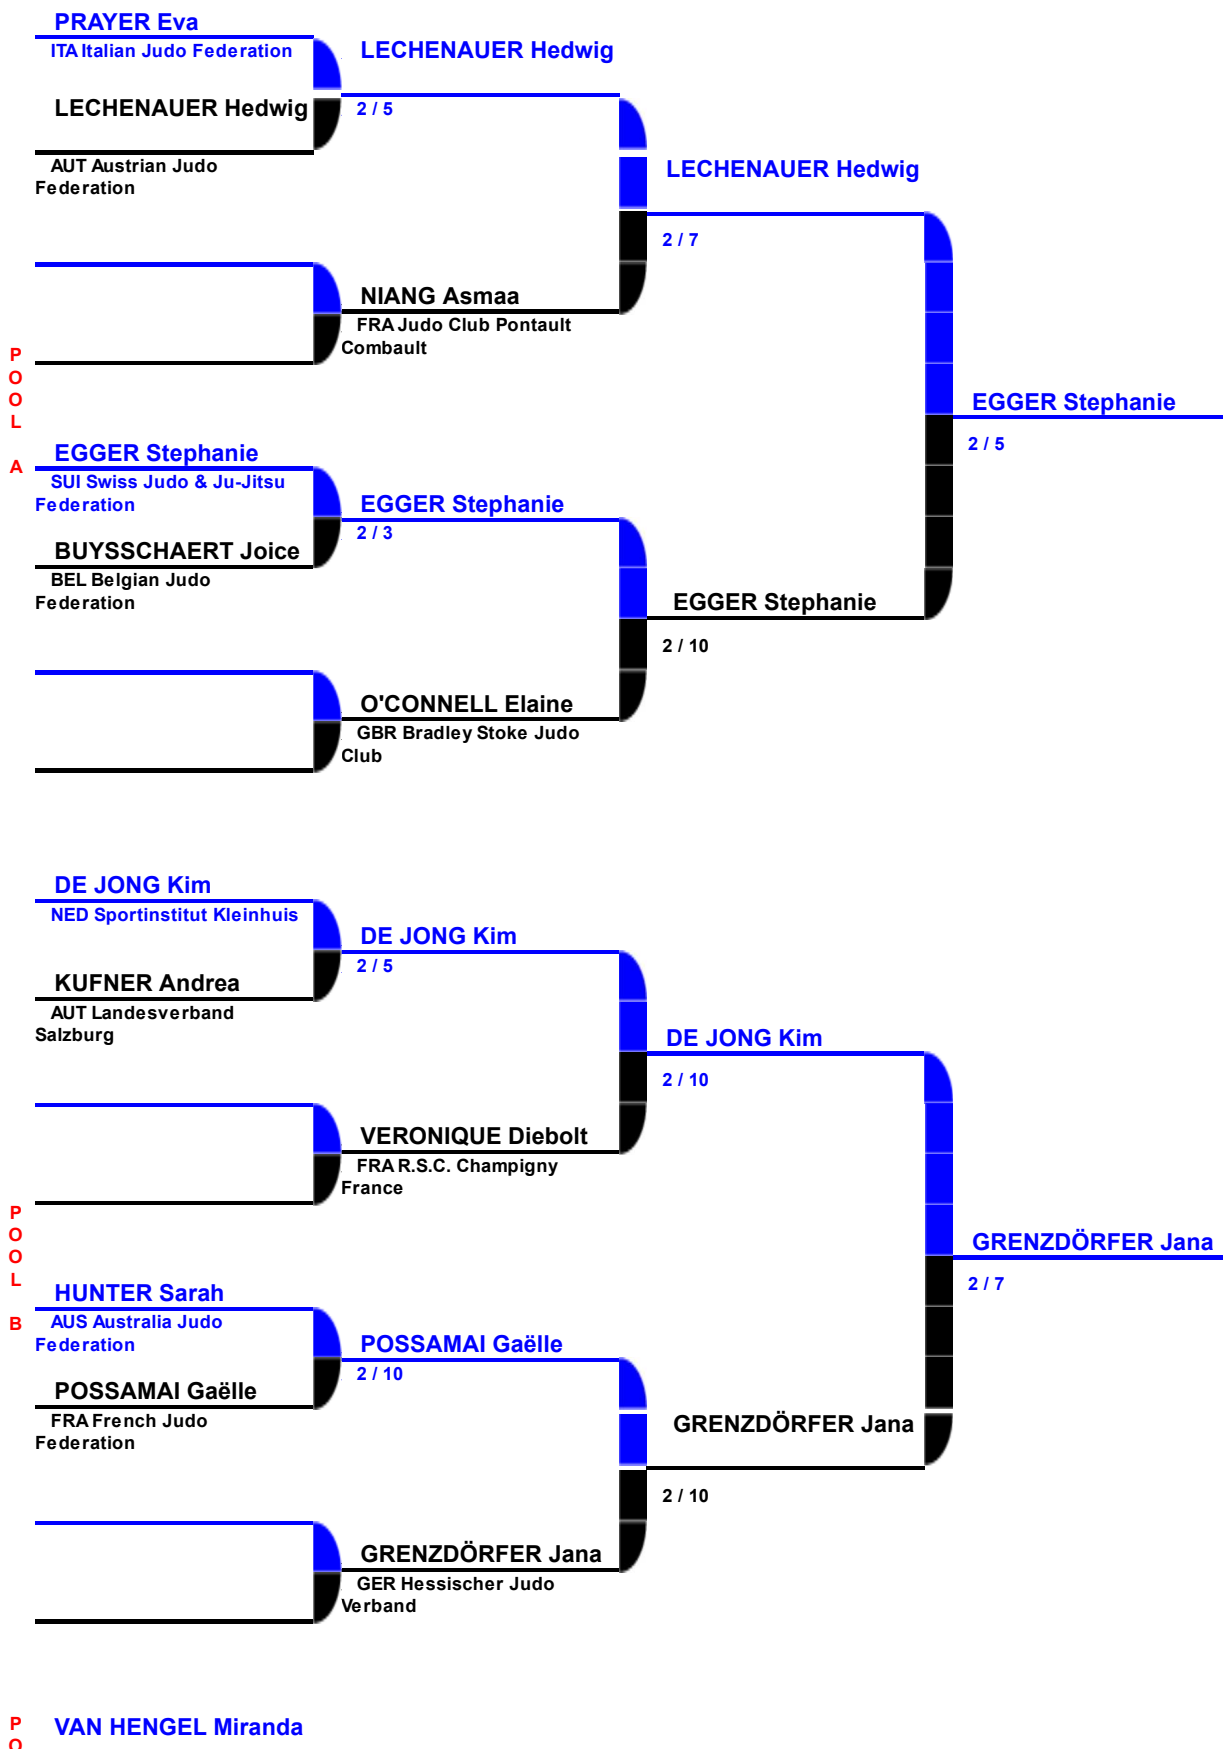 PRAYER Eva
ITA Italian Judo Federation
LECHENAUER Hedwig
LECHENAUER Hedwig
2 / 5
AUT Austrian Judo
Federation
LECHENAUER Hedwig
2 / 7
NIANG Asmaa
FRA Judo Club Pontault
Combault
P
O
O
L
A
EGGER Stephanie
2 / 5
EGGER Stephanie
SUI Swiss Judo & Ju-Jitsu
Federation
EGGER Stephanie
2 / 3
BUYSSCHAERT Joice
BEL Belgian Judo
Federation
EGGER Stephanie
2 / 10
O'CONNELL Elaine
GBR Bradley Stoke Judo
Club
DE JONG Kim
NED Sportinstitut Kleinhuis
DE JONG Kim
2 / 5
KUFNER Andrea
AUT Landesverband
Salzburg
DE JONG Kim
2 / 10
VERONIQUE Diebolt
FRA R.S.C. Champigny
France
P
O
O
L
B
GRENZDÖRFER Jana
2 / 7
HUNTER Sarah
AUS Australia Judo
Federation
POSSAMAI Gaëlle
2 / 10
POSSAMAI Gaëlle
FRA French Judo
Federation
GRENZDÖRFER Jana
2 / 10
GRENZDÖRFER Jana
GER Hessischer Judo
Verband
P
O
VAN HENGEL Miranda